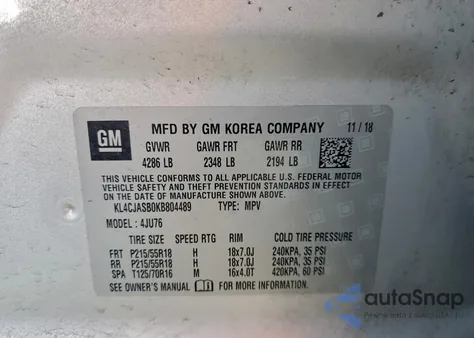 GM
MFD BY GM KOREA COMPANY 11/18
GVWR GAWR FRT GAWR RR
4286 LB 2348 LB 2194 LB
THIS VEHICLE CONFORMS TO ALL APPLICABLE U.S. FEDERAL MOTOR
VEHICLE SAFETY, BUMPER, AND THEFT PREVENTION
STANDARDS IN EFFECT ON THE
DATE OF MANUFACTURE SHOWN ABOVE.
KL4CJASB0KB804489 TYPE: MPV
MODEL : 4JU76
TIRE SIZE SPEED RTG RIM COLD TIRE PRESSURE
FRT P215/55R18 H 18x7.0J 240KPA, 35 PSI
RR P215/55R18 H 18x7.0J 240KPA, 35 PSI
SPA T125/70R16 M 16x4.0T 420KPA, 60 PSI
SEE OWNER'S MANUAL FOR MORE INFORMATION
autoSnap